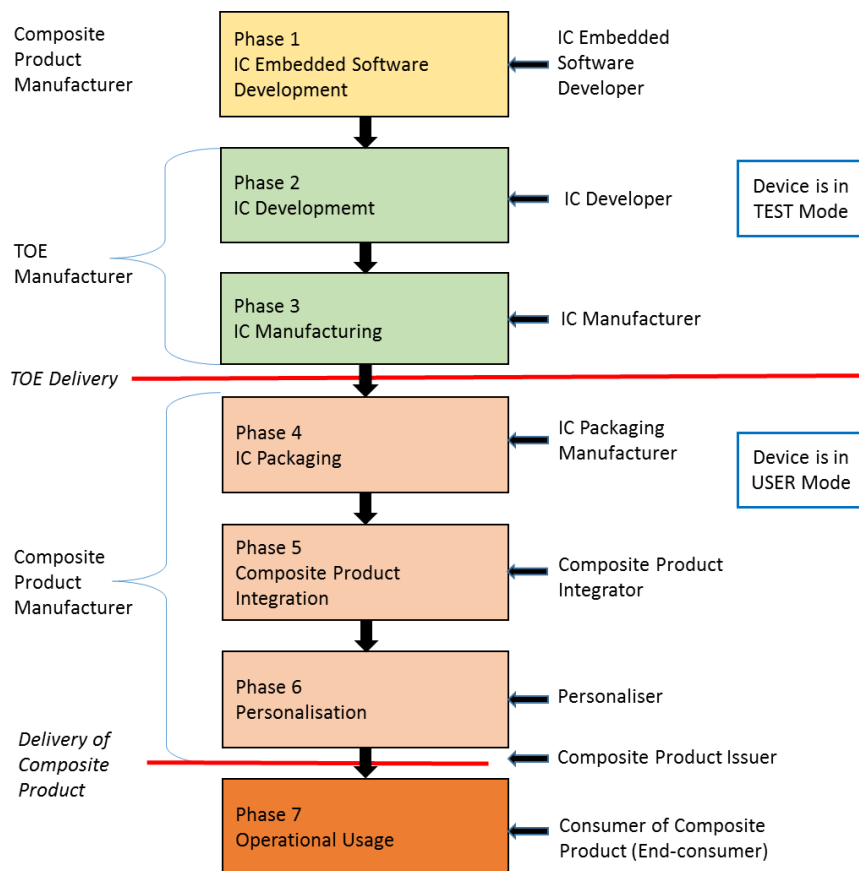 Composite
Product
Manufacturer
Phase 1
IC Embedded Software
Development
IC Embedded
Software
Developer
Phase 2
IC Developmemt
IC Developer
Device is in
TEST Mode
TOE
Manufacturer
Phase 3
IC Manufacturing
IC Manufacturer
TOE Delivery
Phase 4
IC Packaging
IC Packaging
Manufacturer
Device is in
USER Mode
Composite
Product
Manufacturer
Phase 5
Composite Product
Integration
Composite Product
Integrator
Phase 6
Personalisation
Personaliser
Delivery of
Composite
Product
Composite Product Issuer
Phase 7
Operational Usage
Consumer of Composite
Product (End-consumer)